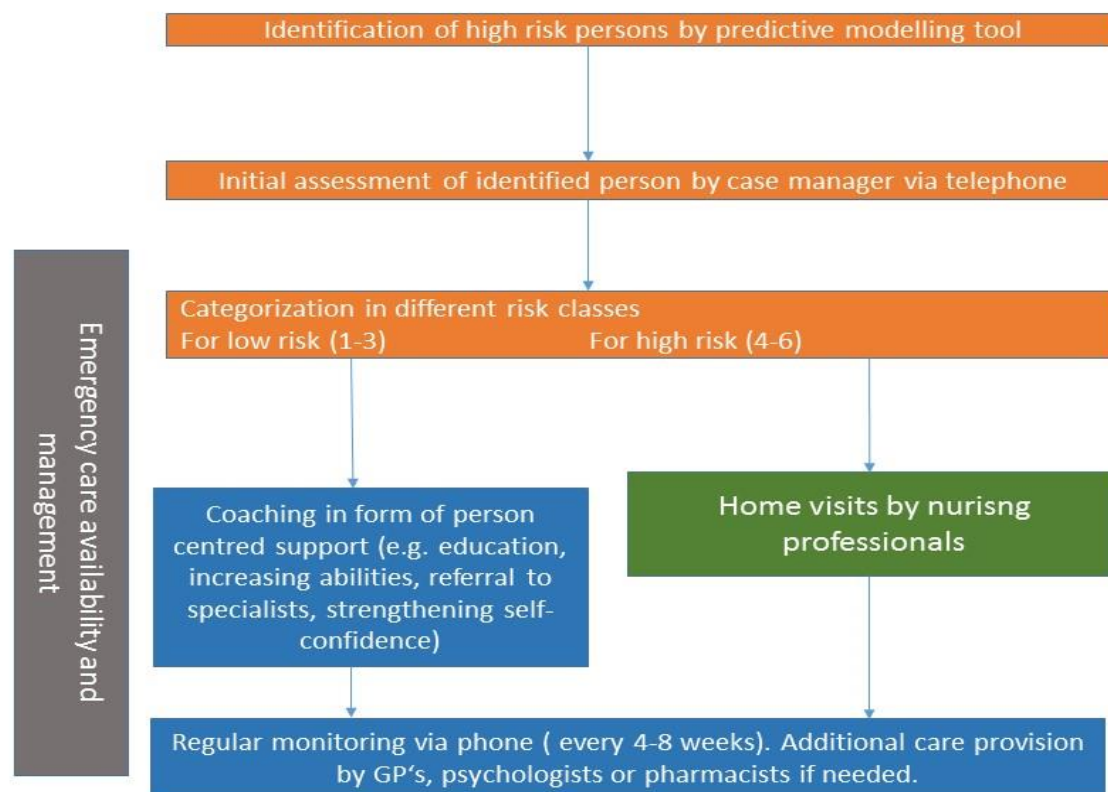 Identification of high risk persons by predictive modelling tool
Initial assessment of identified person by case manager via telephone
Categorization in different risk classes
For low risk (1-3) For high risk (4-6)
Emergency care availability and
management
Coaching in form of person
centred support (e.g. education,
increasing abilities, referral to
specialists, strengthening self-
confidence)
Home visits by nurisng
professionals
Regular monitoring via phone ( every 4-8 weeks). Additional care provision
by GP‘s, psychologists or pharmacists if needed.